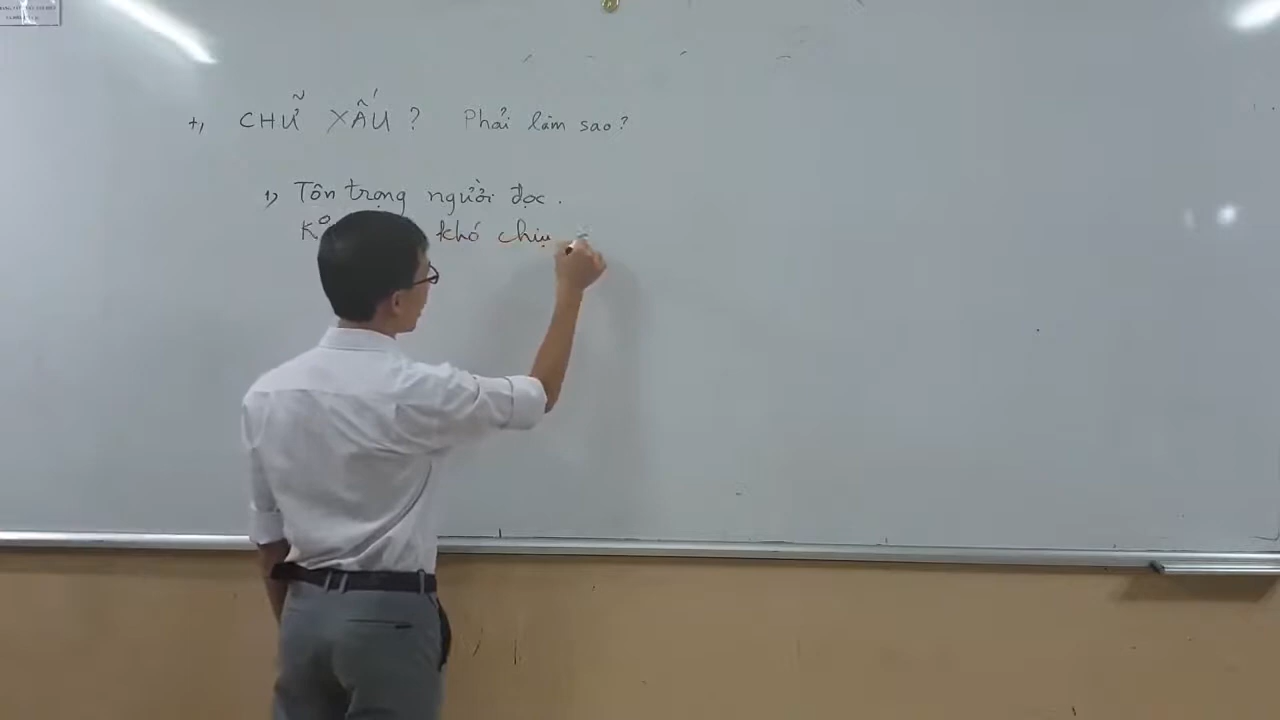 +, CHỮ XẤU ? Phải làm sao ?
1, Tôn trọng người đọc .
K° khó chịu